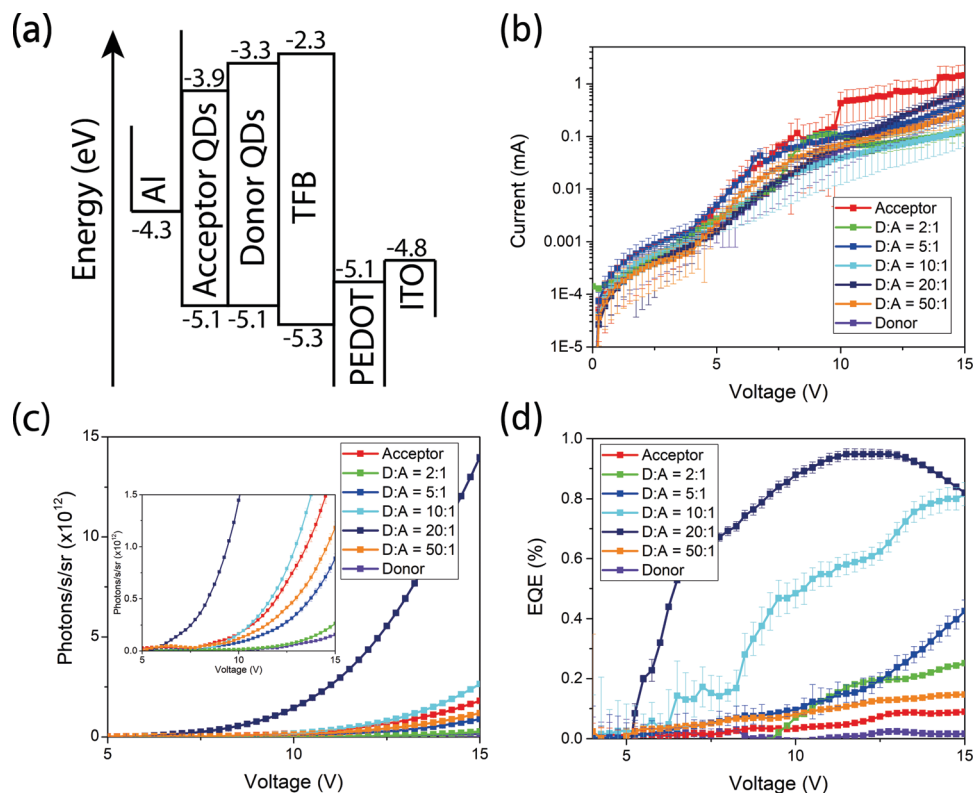 (a)
Energy (eV)
Al
-4.3
-3.9
Acceptor QDs
-5.1
-3.3
Donor QDs
-5.1
-2.3
TFB
-5.3
-5.1
PEDOT
-4.8
ITO
(b)
Current (mA)
1
0.1
0.01
0.001
1E-4
1E-5
0
5
10
15
Voltage (V)
Acceptor
D:A = 2:1
D:A = 5:1
D:A = 10:1
D:A = 20:1
D:A = 50:1
Donor
(c)
Photons/s/sr (x10¹²)
15
10
5
0
5
10
15
Voltage (V)
Photons/s/sr (x10¹²)
1.5
1.0
0.5
0.0
5
10
15
Voltage (V)
Acceptor
D:A = 2:1
D:A = 5:1
D:A = 10:1
D:A = 20:1
D:A = 50:1
Donor
(d)
EQE (%)
1.0
0.8
0.6
0.4
0.2
0.0
5
10
15
Voltage (V)
Acceptor
D:A = 2:1
D:A = 5:1
D:A = 10:1
D:A = 20:1
D:A = 50:1
Donor